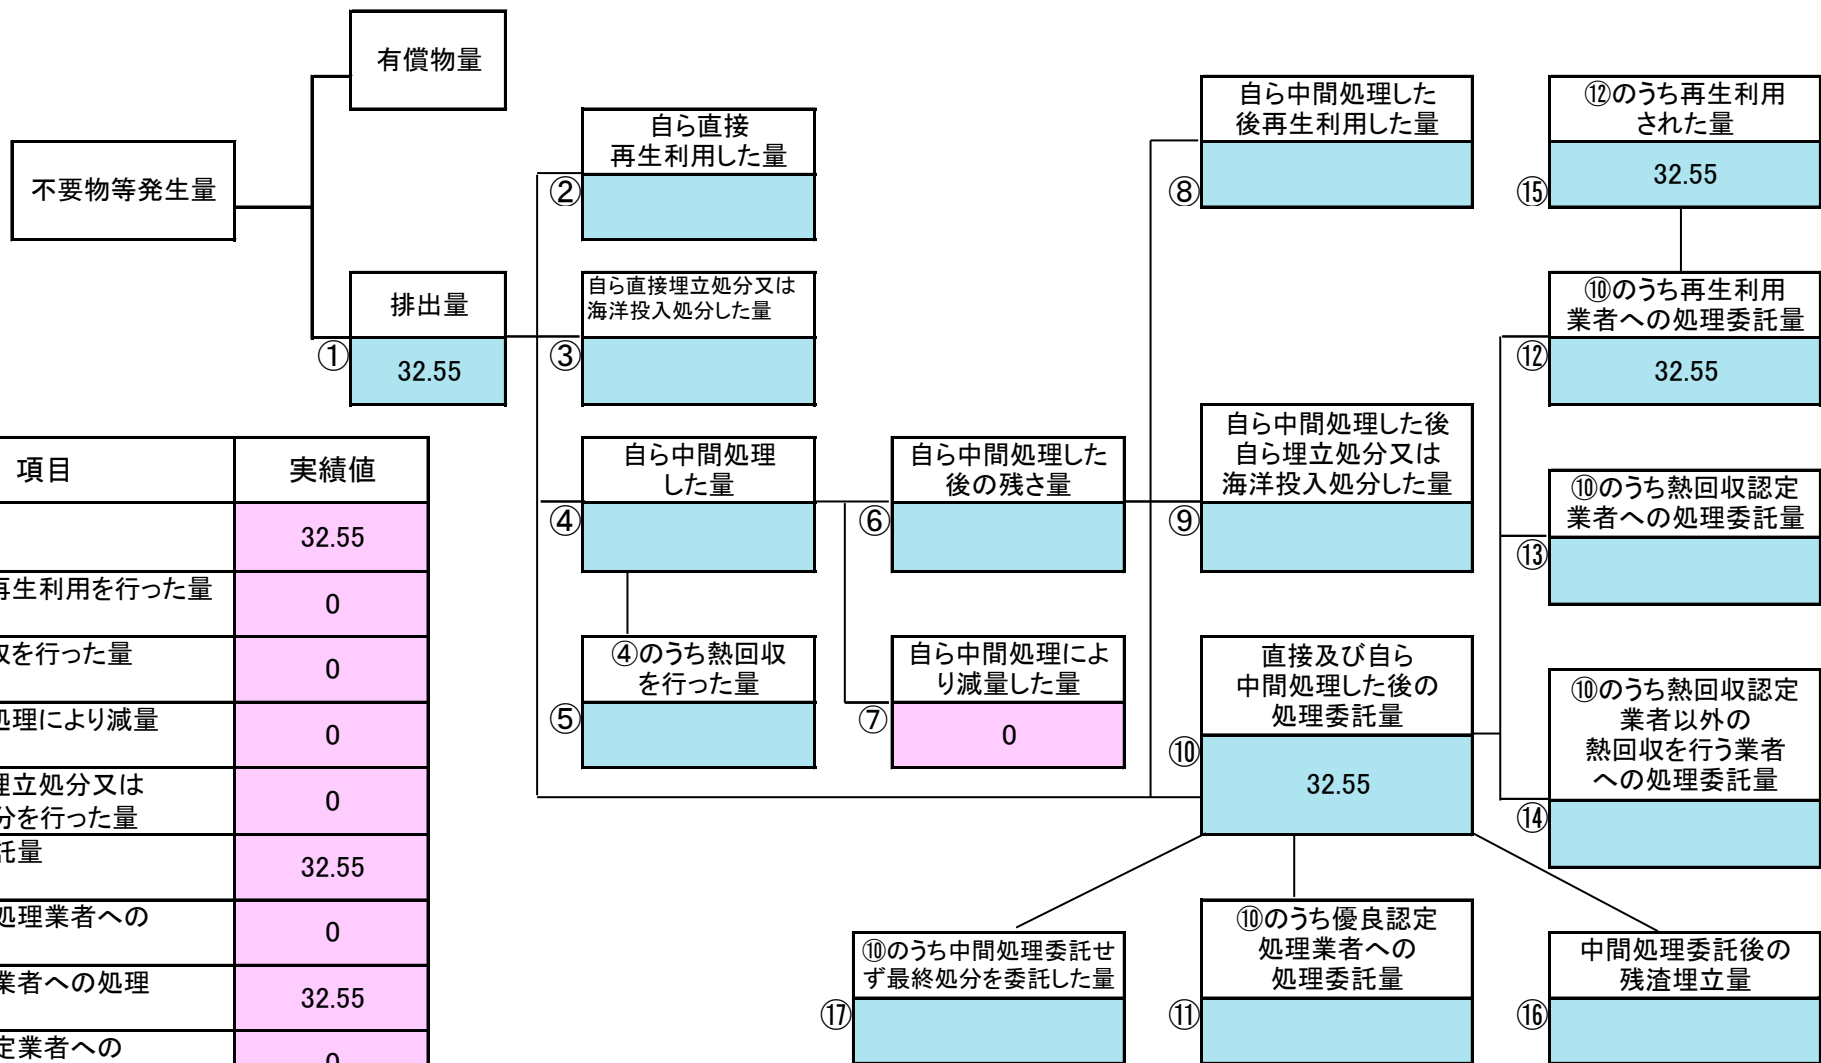 有償物量
不要物等発生量
排出量
①
32.55
自ら直接
再生利用した量
②
自ら直接埋立処分又は
海洋投入処分した量
③
自ら中間処理
した量
④
④のうち熱回収
を行った量
⑤
自ら中間処理した
後の残さ量
⑥
自ら中間処理によ
り減量した量
⑦
0
自ら中間処理した
後再生利用した量
⑧
自ら中間処理した後
自ら埋立処分又は
海洋投入処分した量
⑨
直接及び自ら
中間処理した後の
処理委託量
⑩
32.55
⑫のうち再生利用
された量
⑮
32.55
⑩のうち再生利用
業者への処理委託量
⑫
32.55
⑩のうち熱回収認定
業者への処理委託量
⑬
⑩のうち熱回収認定
業者以外の
熱回収を行う業者
への処理委託量
⑭
⑩のうち中間処理委託せ
ず最終処分を委託した量
⑰
⑩のうち優良認定
処理業者への
処理委託量
⑪
中間処理委託後の
残渣埋立量
⑯
項目 実績値
32.55
再生利用を行った量 0
を行った量 0
処理により減量 0
埋立処分又は
を行った量 0
託量 32.55
処理業者への 0
業者への処理 32.55
定業者への